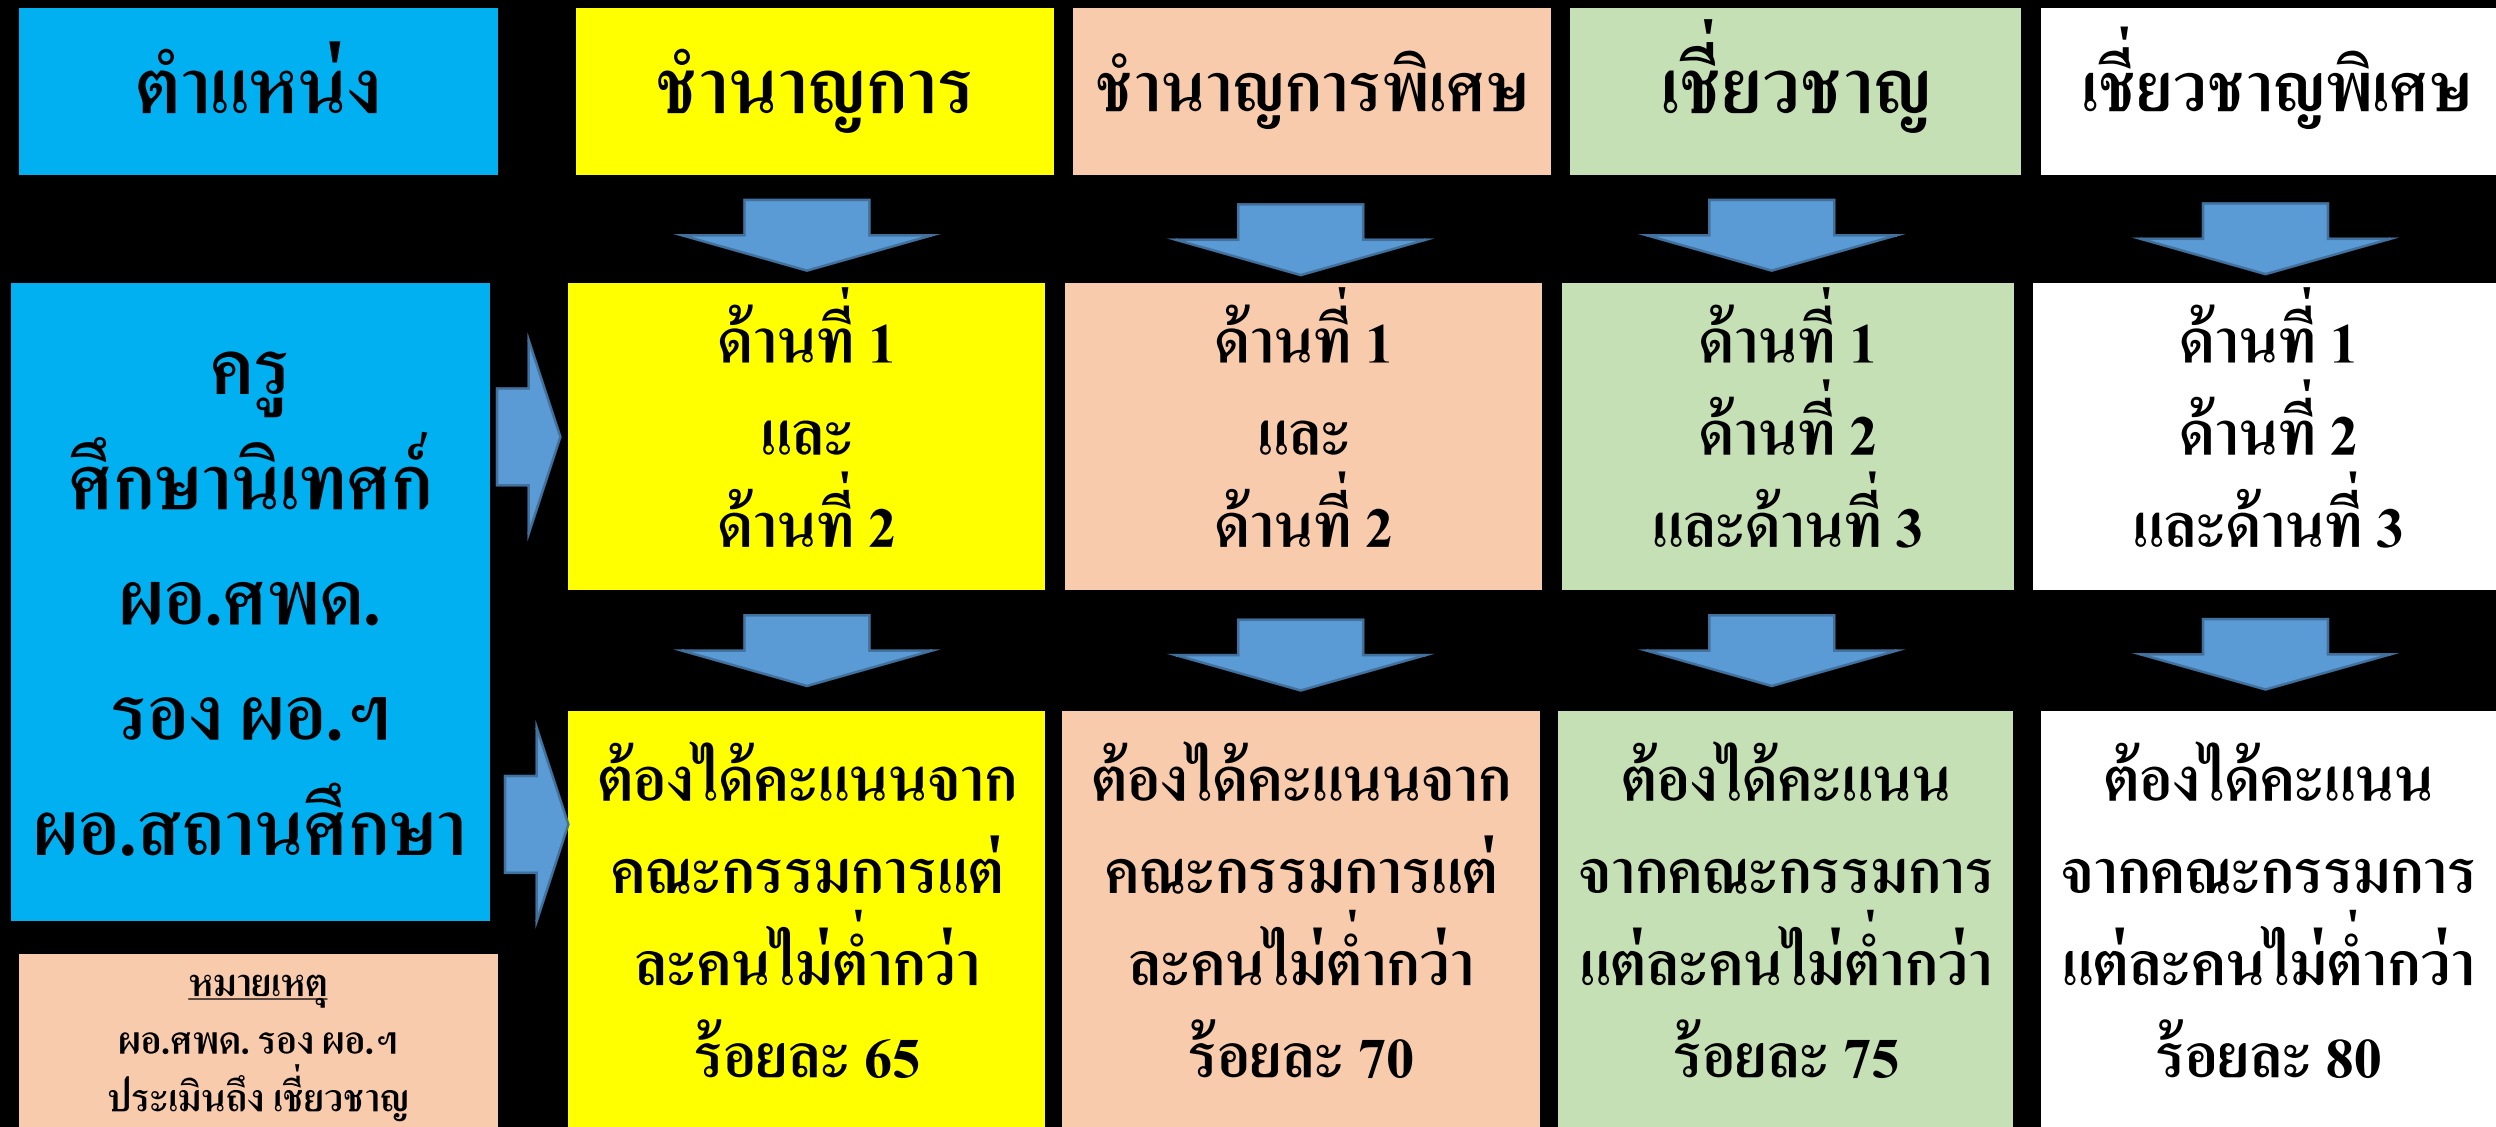 ตำแหน่ง
ชำนาญการ
ชำนาญการพิเศษ
เชี่ยวชาญ
เชี่ยวชาญพิเศษ
ครู
ศึกษานิเทศก์
ผอ.ศพด.
รอง ผอ.ฯ
ผอ.สถานศึกษา
ด้านที่ 1
และ
ด้านที่ 2
ด้านที่ 1
และ
ด้านที่ 2
ด้านที่ 1
ด้านที่ 2
และด้านที่ 3
ด้านที่ 1
ด้านที่ 2
และด้านที่ 3
ต้องได้คะแนนจาก
คณะกรรมการแต่
ละคนไม่ต่ำกว่า
ร้อยละ 65
ต้องได้คะแนนจาก
คณะกรรมการแต่
ละคนไม่ต่ำกว่า
ร้อยละ 70
ต้องได้คะแนน
จากคณะกรรมการ
แต่ละคนไม่ต่ำกว่า
ร้อยละ 75
ต้องได้คะแนน
จากคณะกรรมการ
แต่ละคนไม่ต่ำกว่า
ร้อยละ 80
หมายเหตุ
ผอ.ศพด. รอง ผอ.ฯ
ประเมินถึง เชี่ยวชาญ